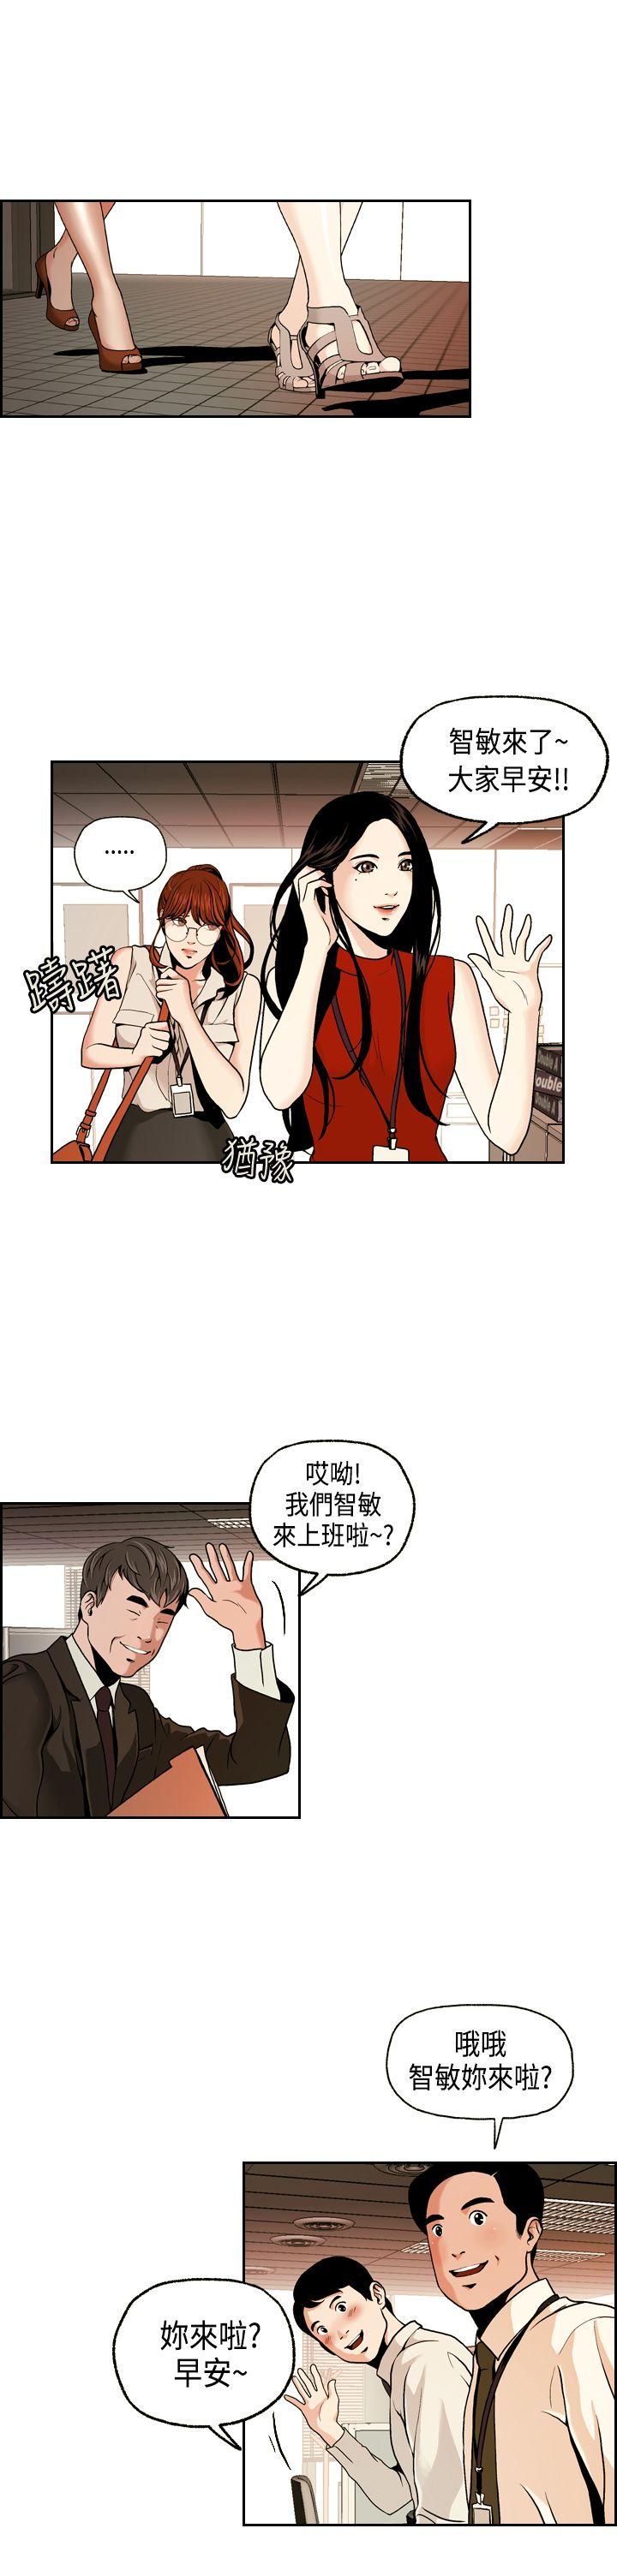 智敏來了~
大家早安!!
.....
躊躇
猶豫
ouble
哎呦!
我們智敏
來上班啦~?
哦哦
智敏妳來啦?
妳來啦?
早安~